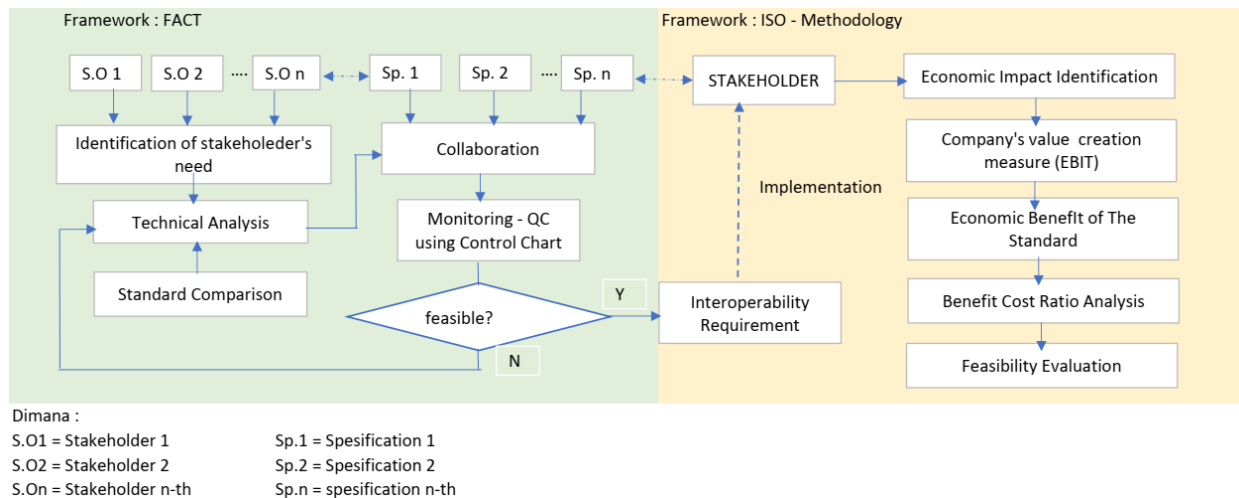 Framework : FACT
Framework : ISO - Methodology
S.O 1
S.O 2
....
S.O n
Sp. 1
Sp. 2
....
Sp. n
STAKEHOLDER
Economic Impact Identification
Identification of stakeholeder's
need
Collaboration
Company's value creation
measure (EBIT)
Implementation
Technical Analysis
Monitoring - QC
using Control Chart
Economic BenefIt of The
Standard
Standard Comparison
feasible?
Y
N
Interoperability
Requirement
Benefit Cost Ratio Analysis
Feasibility Evaluation
Dimana :
S.O1 = Stakeholder 1
Sp.1 = Spesification 1
S.O2 = Stakeholder 2
Sp.2 = Spesification 2
S.On = Stakeholder n-th
Sp.n = spesification n-th